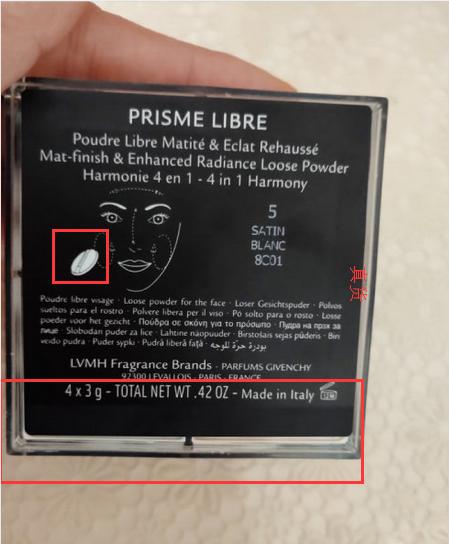 PRISME LIBRE
Poudre Libre Matité & Eclat Rehaussé
Mat-finish & Enhanced Radiance Loose Powder
Harmonie 4 en 1 - 4 in 1 Harmony
5
SATIN
BLANC
8C01
真货
Poudre libre visage · Loose powder for the face · Loser Gesichtspuder · Polvos
sueltos para el rostro · Polvere libera per il viso · Pó solto para o rosto · Losse
poeder voor het gezicht · Πούδρα σε σκόνη για το πρόσωπο · Пудра на прах за
лице · Slobodan puder za lice · Lahtine näopuuder · Birstošais sejas pūderis · Biri
veido pudra · Puder sypki · Pudră liberă față · بودرة حرّة للوجه
LVMH Fragrance Brands · PARFUMS GIVENCHY
92300 LEVALLOIS - PARIS - FRANCE
4 x 3 g - TOTAL NET WT .42 OZ - Made in Italy 12M